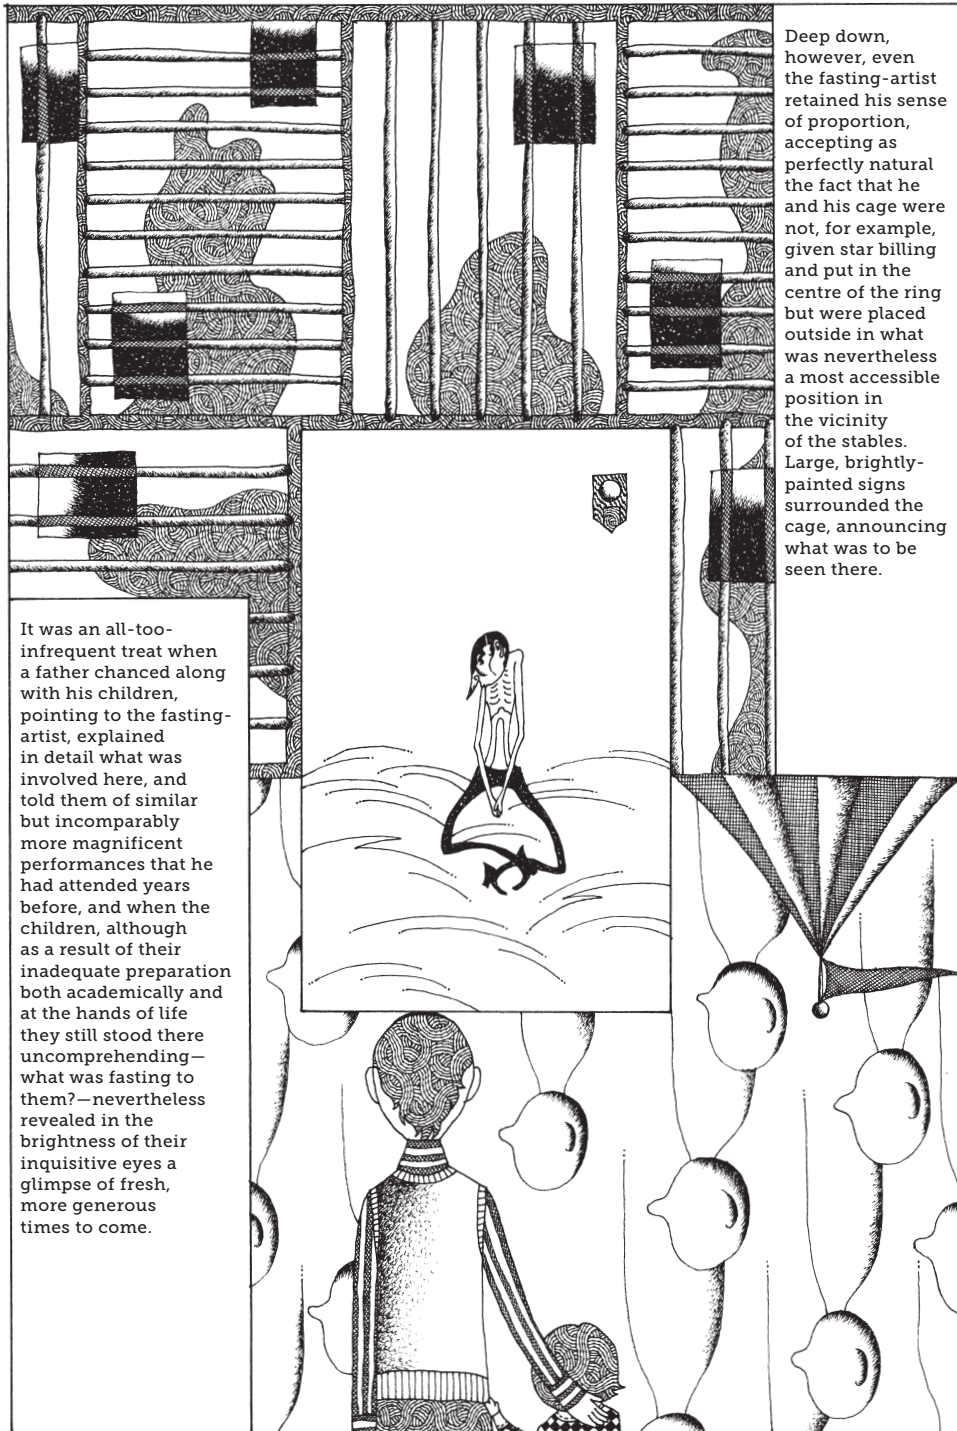 Deep down,
however, even
the fasting-artist
retained his sense
of proportion,
accepting as
perfectly natural
the fact that he
and his cage were
not, for example,
given star billing
and put in the
centre of the ring
but were placed
outside in what
was nevertheless
a most accessible
position in
the vicinity
of the stables.
Large, brightly-
painted signs
surrounded the
cage, announcing
what was to be
seen there.
It was an all-too-
infrequent treat when
a father chanced along
with his children,
pointing to the fasting-
artist, explained
in detail what was
involved here, and
told them of similar
but incomparably
more magnificent
performances that he
had attended years
before, and when the
children, although
as a result of their
inadequate preparation
both academically and
at the hands of life
they still stood there
uncomprehending—
what was fasting to
them?—nevertheless
revealed in the
brightness of their
inquisitive eyes a
glimpse of fresh,
more generous
times to come.